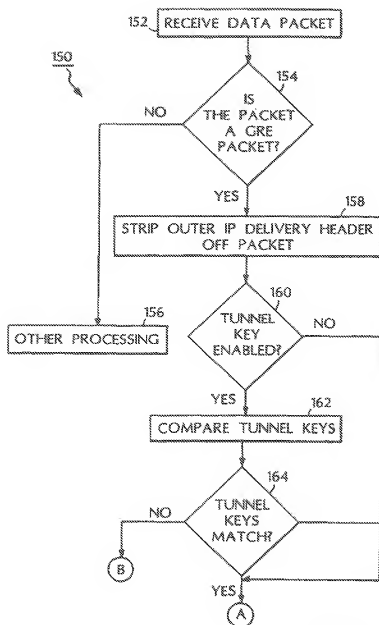 152
RECEIVE DATA PACKET
150
154
IS
THE PACKET
A GRE
PACKET?
NO
YES
158
STRIP OUTER IP DELIVERY HEADER
OFF PACKET
160
TUNNEL
KEY
ENABLED?
NO
156
OTHER PROCESSING
YES
162
COMPARE TUNNEL KEYS
164
TUNNEL
KEYS
MATCH?
NO
B
YES
A